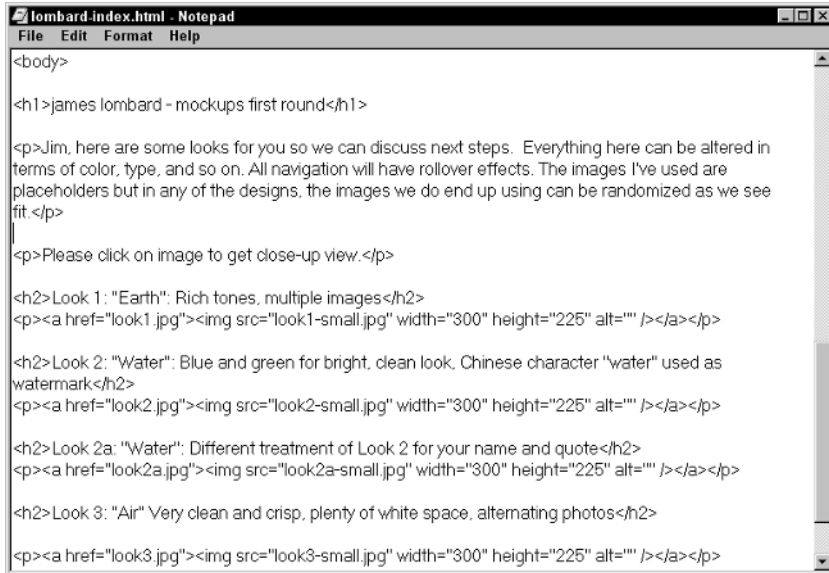 lombard-index.html - Notepad
File Edit Format Help
<body>
<h1>james lombard - mockups first round</h1>
<p>Jim, here are some looks for you so we can discuss next steps.  Everything here can be altered in
terms of color, type, and so on. All navigation will have rollover effects. The images I've used are
placeholders but in any of the designs, the images we do end up using can be randomized as we see
fit.</p>
<p>Please click on image to get close-up view.</p>
<h2>Look 1: "Earth": Rich tones, multiple images</h2>
<p><a href="look1.jpg"><img src="look1-small.jpg" width="300" height="225" alt="" /></a></p>
<h2>Look 2: "Water": Blue and green for bright, clean look, Chinese character "water" used as
watermark</h2>
<p><a href="look2.jpg"><img src="look2-small.jpg" width="300" height="225" alt="" /></a></p>
<h2>Look 2a: "Water": Different treatment of Look 2 for your name and quote</h2>
<p><a href="look2a.jpg"><img src="look2a-small.jpg" width="300" height="225" alt="" /></a></p>
<h2>Look 3: "Air" Very clean and crisp, plenty of white space, alternating photos</h2>
<p><a href="look3.jpg"><img src="look3-small.jpg" width="300" height="225" alt="" /></a></p>